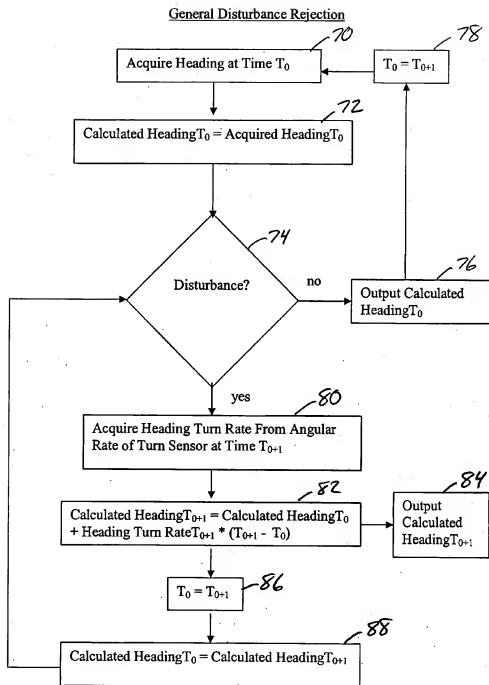 General Disturbance Rejection
70
78
Acquire Heading at Time T₀
T₀ = T₀₊₁
72
Calculated HeadingT₀ = Acquired HeadingT₀
74
Disturbance?
no
76
Output Calculated
HeadingT₀
yes
80
Acquire Heading Turn Rate From Angular
Rate of Turn Sensor at Time T₀₊₁
82
Calculated HeadingT₀₊₁ = Calculated HeadingT₀
+ Heading Turn RateT₀₊₁ * (T₀₊₁ - T₀)
84
Output
Calculated
HeadingT₀₊₁
86
T₀ = T₀₊₁
88
Calculated HeadingT₀ = Calculated HeadingT₀₊₁